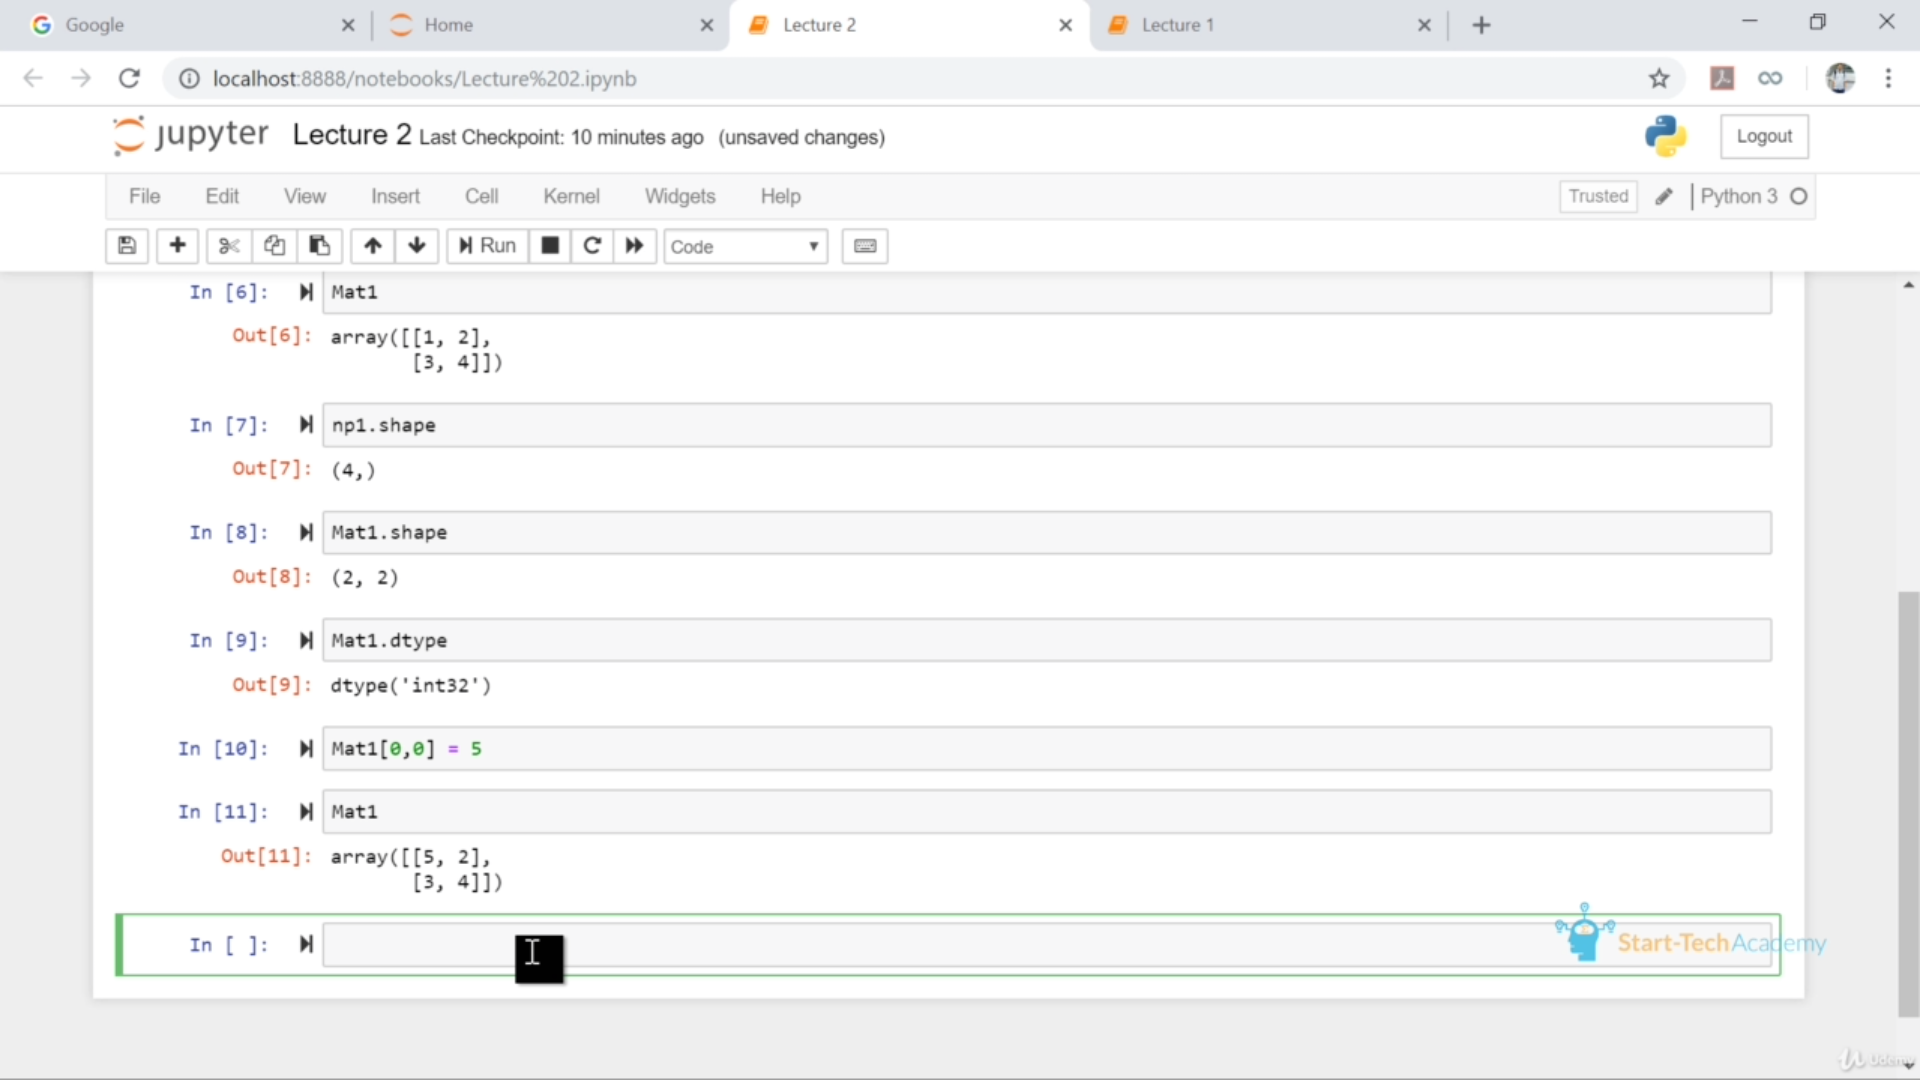 Google
Home
Lecture 2
Lecture 1
localhost:8888/notebooks/Lecture%202.ipynb
jupyter Lecture 2 Last Checkpoint: 10 minutes ago (unsaved changes)
Logout
File Edit View Insert Cell Kernel Widgets Help
Trusted Python 3
Run Code
In [6]: Mat1
Out[6]: array([[1, 2],
[3, 4]])
In [7]: np1.shape
Out[7]: (4,)
In [8]: Mat1.shape
Out[8]: (2, 2)
In [9]: Mat1.dtype
Out[9]: dtype('int32')
In [10]: Mat1[0,0] = 5
In [11]: Mat1
Out[11]: array([[5, 2],
[3, 4]])
In [ ]:
Start-TechAcademy
Udemy